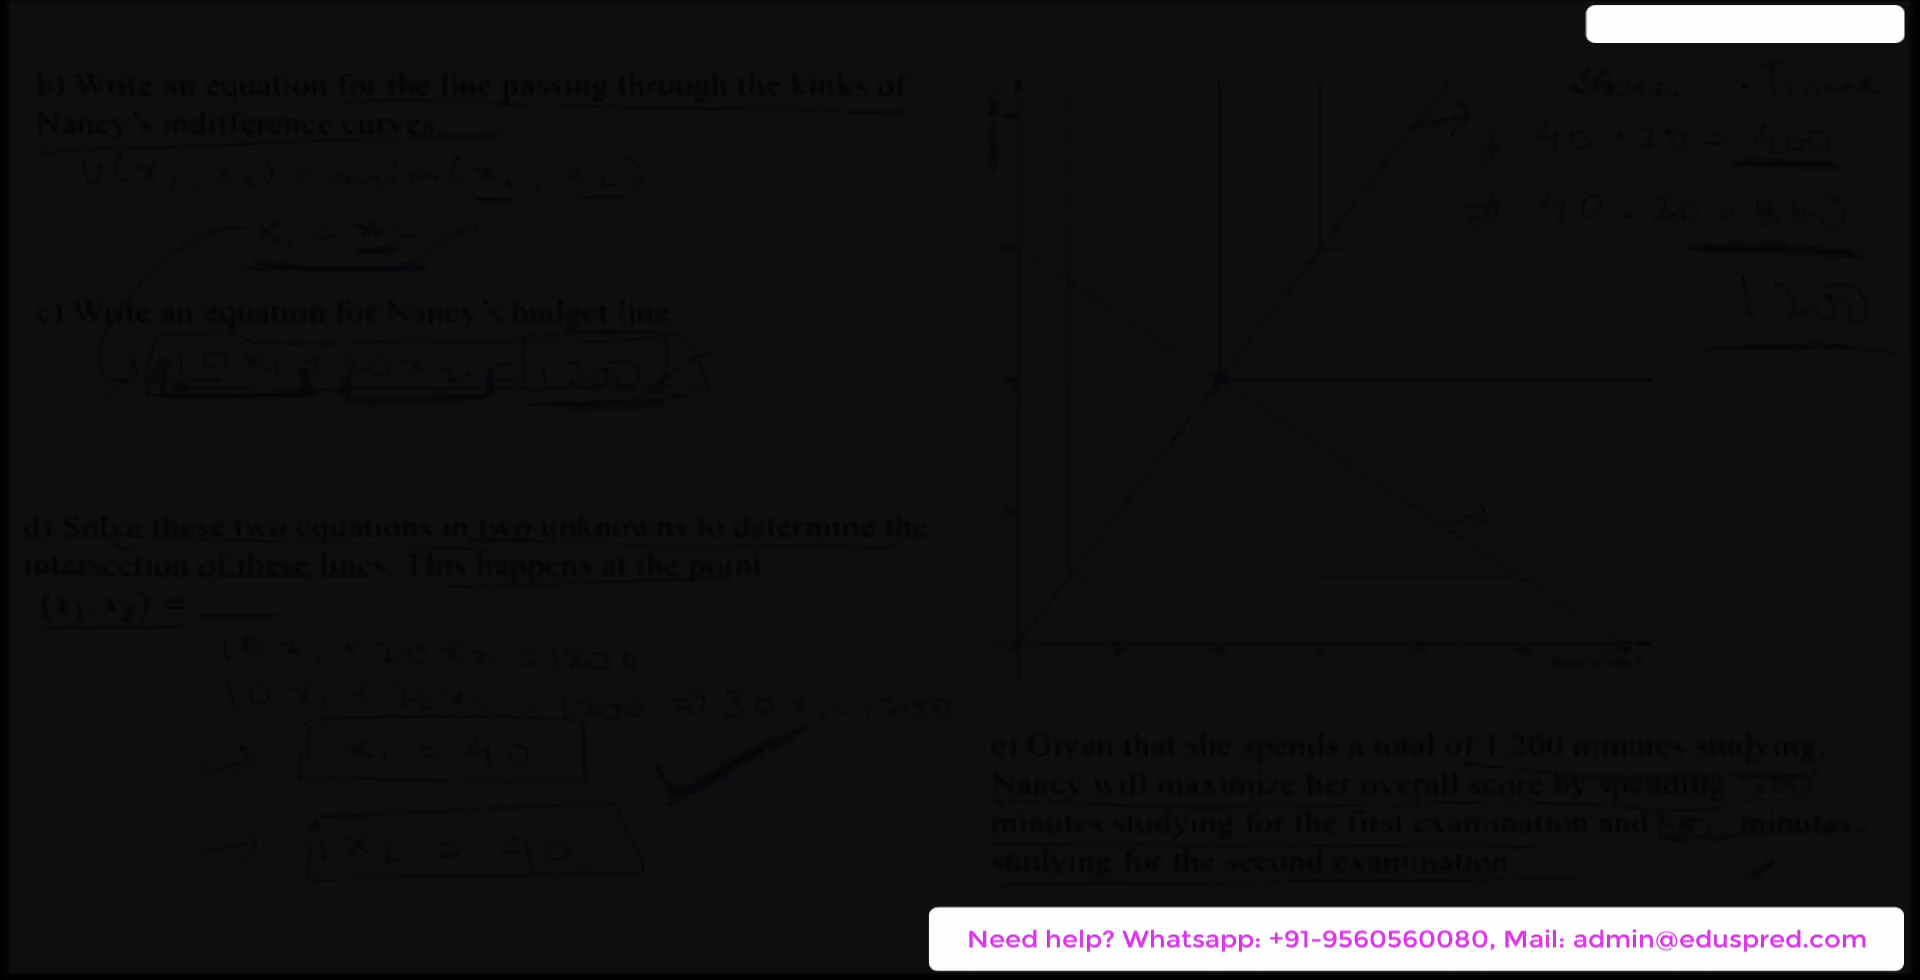 b) Write an equation for the line passing through the kinks of
Nancy's indifference curves.
U(x₁, x₂) = min(x₁, x₂)
x₁ = x₂
c) Write an equation for Nancy's budget line.
10x₁ + 20x₂ = 1200
d) Solve these two equations in two unknowns to determine the
intersection of these lines. This happens at the point
(x₁, x₂) = ____
10x₁ + 20x₂ = 1200
10x₁ + 20x₁ = 1200 => 30x₁ = 1200
→ x₁ = 40
→ x₂ = 40
Time
40 · 10 = 400
=> 40 · 20 = 800
1200
e) Given that she spends a total of 1,200 minutes studying,
Nancy will maximize her overall score by spending 400
minutes studying for the first examination and 800 minutes
studying for the second examination.
Need help? Whatsapp: +91-9560560080, Mail: admin@eduspred.com